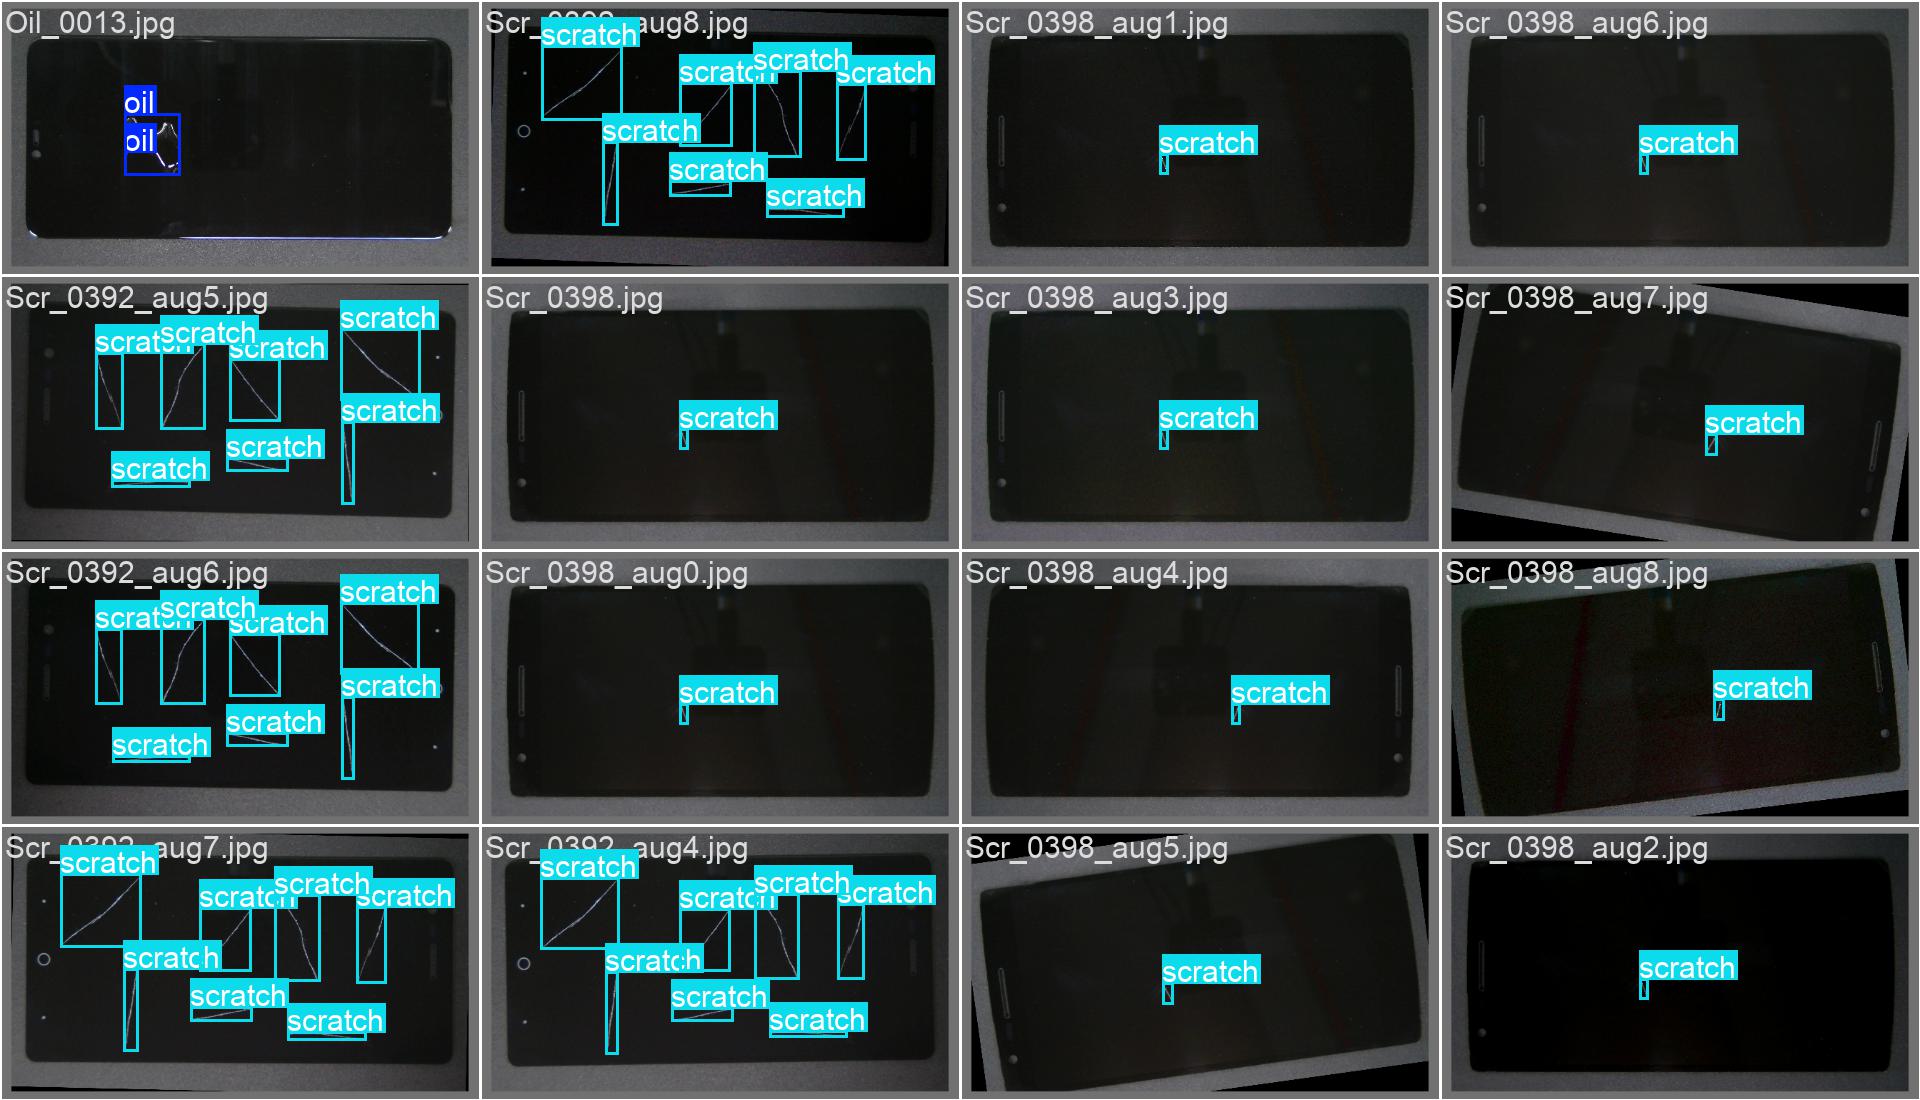 Oil_0013.jpg
oil
oil
Scr_0392_aug8.jpg
scratch
scratch
scratch
scratch
scratch
scratch
scratch
Scr_0398_aug1.jpg
scratch
Scr_0398_aug6.jpg
scratch
Scr_0392_aug5.jpg
scratch
scratch
scratch
scratch
scratch
scratch
scratch
Scr_0398.jpg
scratch
Scr_0398_aug3.jpg
scratch
Scr_0398_aug7.jpg
scratch
Scr_0392_aug6.jpg
scratch
scratch
scratch
scratch
scratch
scratch
scratch
Scr_0398_aug0.jpg
scratch
Scr_0398_aug4.jpg
scratch
Scr_0398_aug8.jpg
scratch
Scr_0392_aug7.jpg
scratch
scratch
scratch
scratch
scratch
scratch
scratch
Scr_0392_aug4.jpg
scratch
scratch
scratch
scratch
scratch
scratch
scratch
Scr_0398_aug5.jpg
scratch
Scr_0398_aug2.jpg
scratch